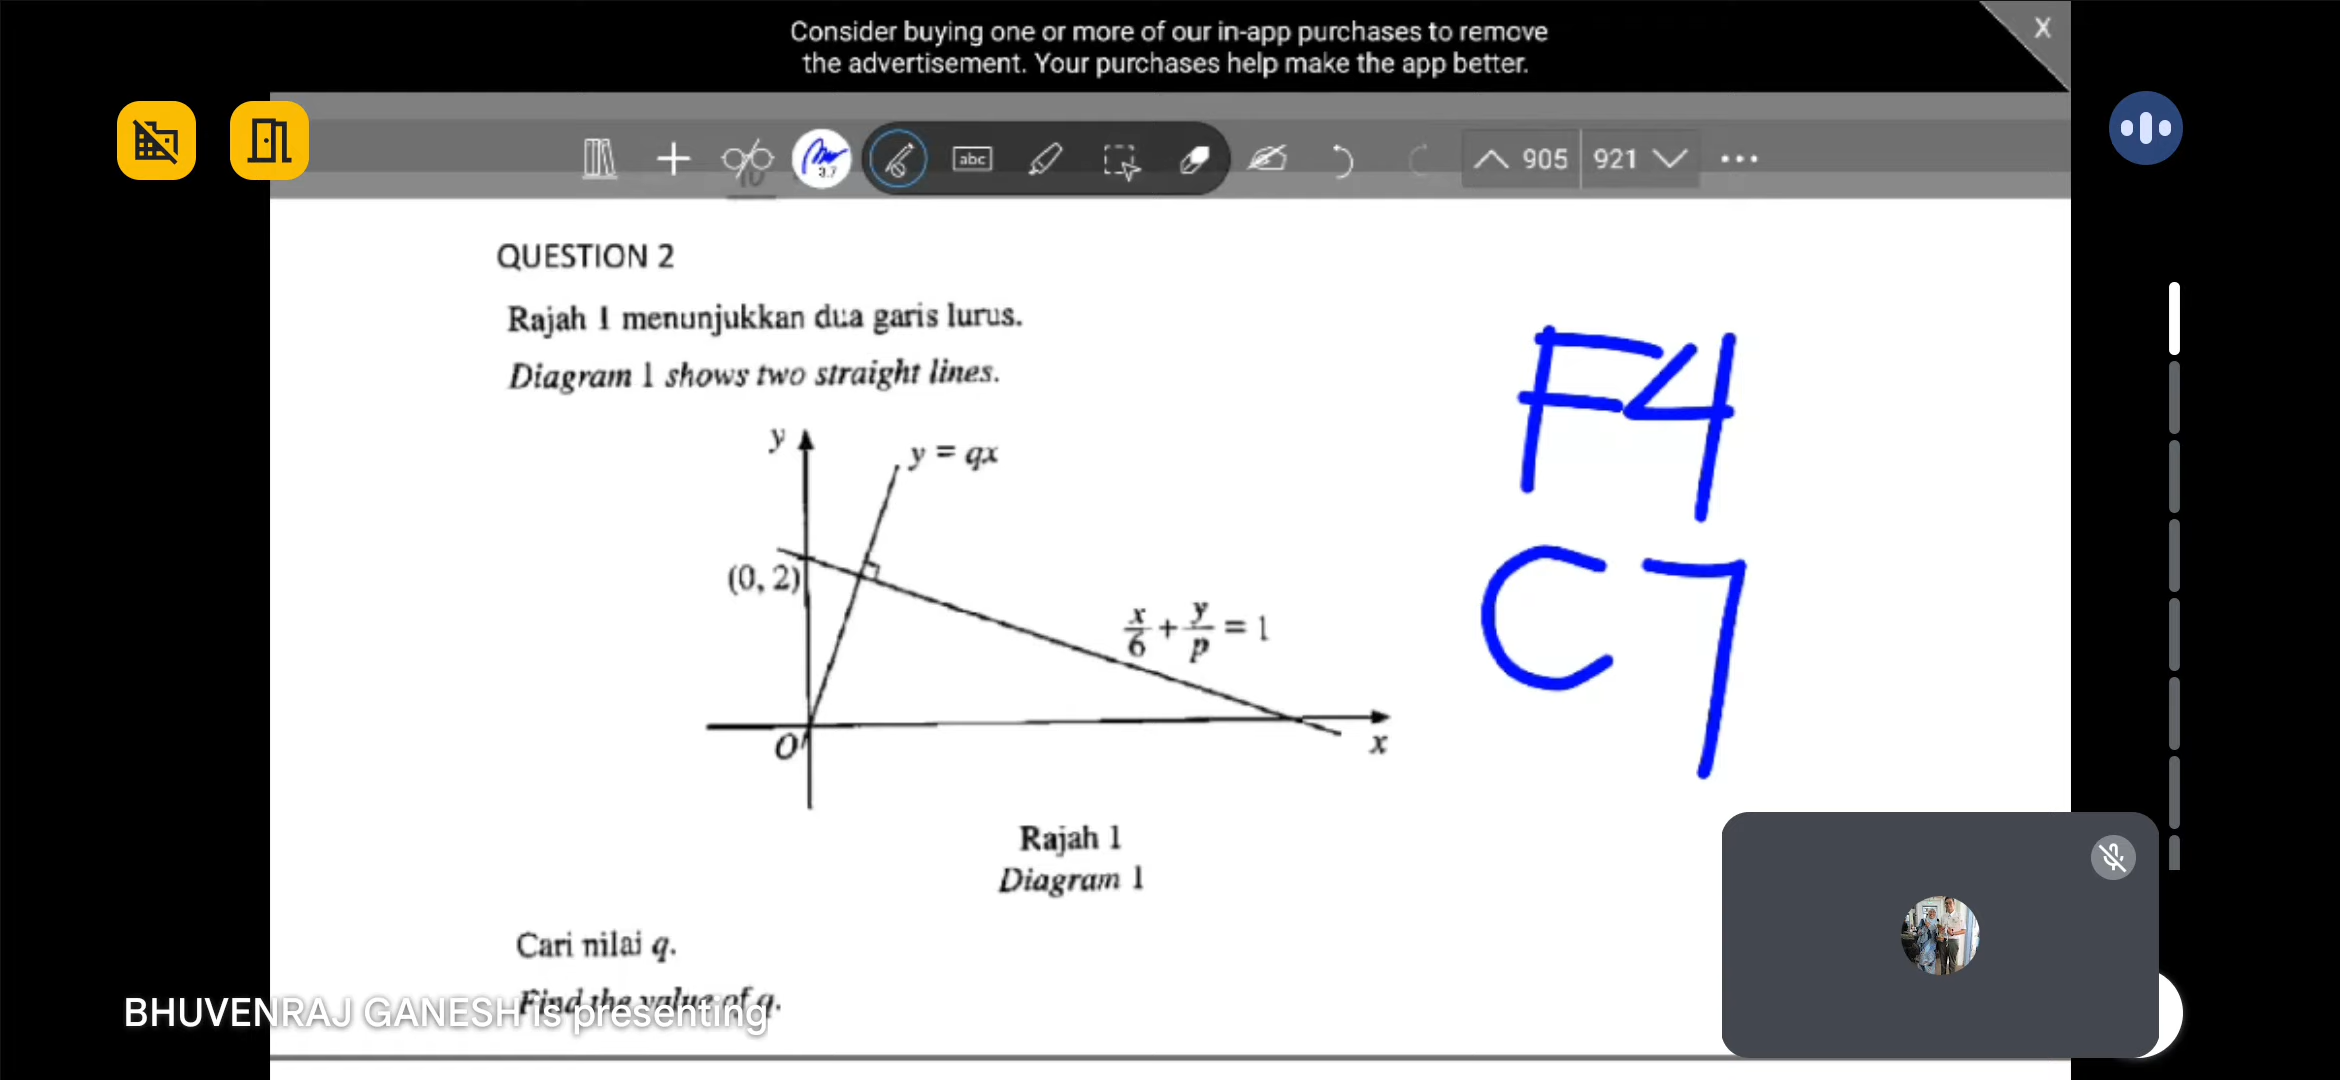 Consider buying one or more of our in-app purchases to remove
the advertisement. Your purchases help make the app better.
X
3.7
abc
905
921
QUESTION 2
Rajah 1 menunjukkan dua garis lurus.
Diagram 1 shows two straight lines.
F4
C7
y
y = qx
(0, 2)
x/6 + y/p = 1
O
x
Rajah 1
Diagram 1
Cari nilai q.
Find the value of q.
BHUVENRAJ GANESH is presenting